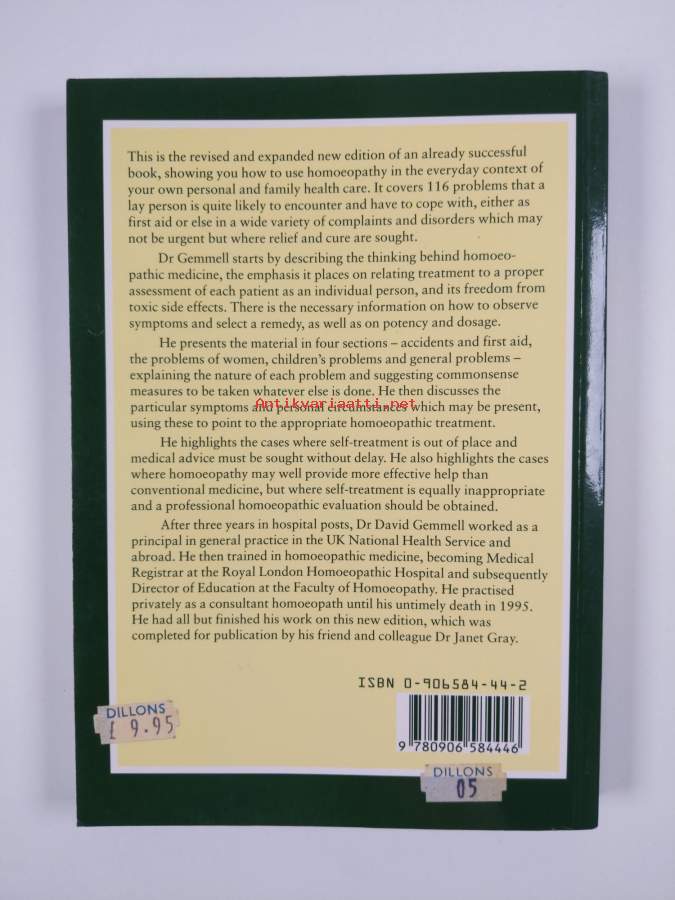 This is the revised and expanded new edition of an already successful
book, showing you how to use homoeopathy in the everyday context of
your own personal and family health care. It covers 116 problems that a
lay person is quite likely to encounter and have to cope with, either as
first aid or else in a wide variety of complaints and disorders which may
not be urgent but where relief and cure are sought.
Dr Gemmell starts by describing the thinking behind homoeo-
pathic medicine, the emphasis it places on relating treatment to a proper
assessment of each patient as an individual person, and its freedom from
toxic side effects. There is the necessary information on how to observe
symptoms and select a remedy, as well as on potency and dosage.
He presents the material in four sections – accidents and first aid,
the problems of women, children's problems and general problems –
explaining the nature of each problem and suggesting commonsense
measures to be taken whatever else is done. He then discusses the
particular symptoms and personal circumstances which may be present,
Antikvariaatti.net
using these to point to the appropriate homoeopathic treatment.
He highlights the cases where self-treatment is out of place and
medical advice must be sought without delay. He also highlights the cases
where homoeopathy may well provide more effective help than
conventional medicine, but where self-treatment is equally inappropriate
and a professional homoeopathic evaluation should be obtained.
After three years in hospital posts, Dr David Gemmell worked as a
principal in general practice in the UK National Health Service and
abroad. He then trained in homoeopathic medicine, becoming Medical
Registrar at the Royal London Homoeopathic Hospital and subsequently
Director of Education at the Faculty of Homoeopathy. He practised
privately as a consultant homoeopath until his untimely death in 1995.
He had all but finished his work on this new edition, which was
completed for publication by his friend and colleague Dr Janet Gray.
ISBN 0-906584-44-2
9 780906 584446
DILLONS
£ 9.95
DILLONS
05